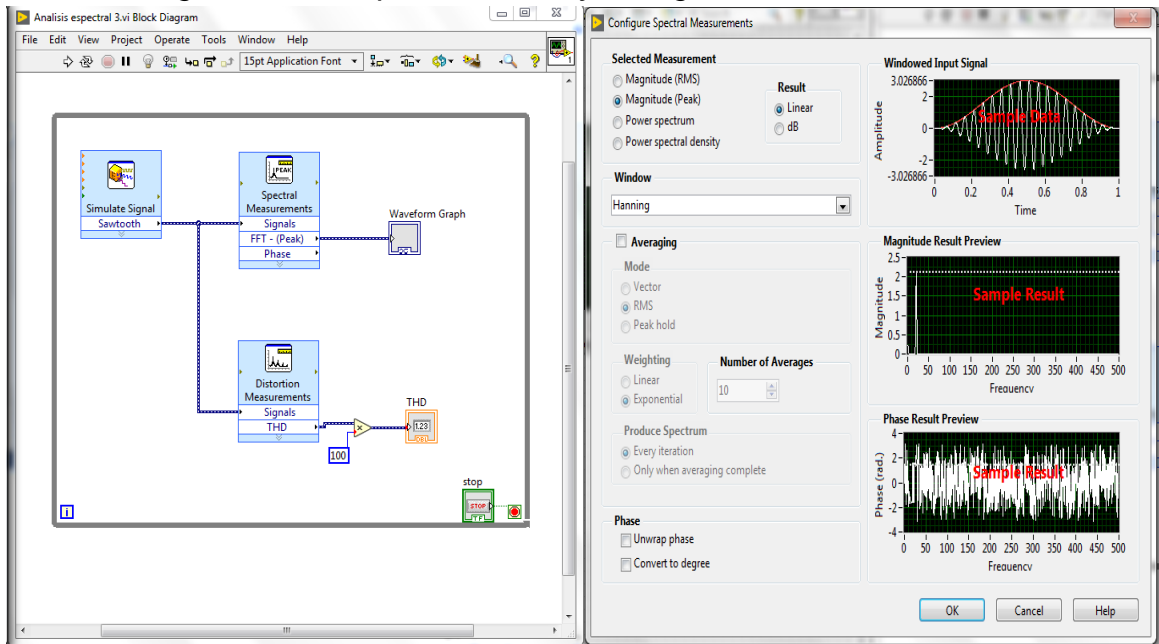 Analisis espectral 3.vi Block Diagram
File Edit View Project Operate Tools Window Help
15pt Application Font
1
Simulate Signal
Sawtooth
PEAK
Spectral
Measurements
Signals
FFT - (Peak)
Phase
Waveform Graph
Distortion
Measurements
Signals
THD
100
THD
1.23
stop
STOP
TF
i
Configure Spectral Measurements
Selected Measurement
Magnitude (RMS)
Magnitude (Peak)
Power spectrum
Power spectral density
Result
Linear
dB
Window
Hanning
Averaging
Mode
Vector
RMS
Peak hold
Weighting
Linear
Exponential
Number of Averages
10
Produce Spectrum
Every iteration
Only when averaging complete
Phase
Unwrap phase
Convert to degree
Windowed Input Signal
3.026866
2
0
-2
-3.026866
Amplitude
Sample Data
0 0.2 0.4 0.6 0.8 1
Time
Magnitude Result Preview
2.5
2
1.5
1
0.5
0
Magnitude
Sample Result
0 50 100 150 200 250 300 350 400 450 500
Frequency
Phase Result Preview
4
2
0
-2
-4
Phase (rad.)
Sample Result
0 50 100 150 200 250 300 350 400 450 500
Frequency
OK Cancel Help